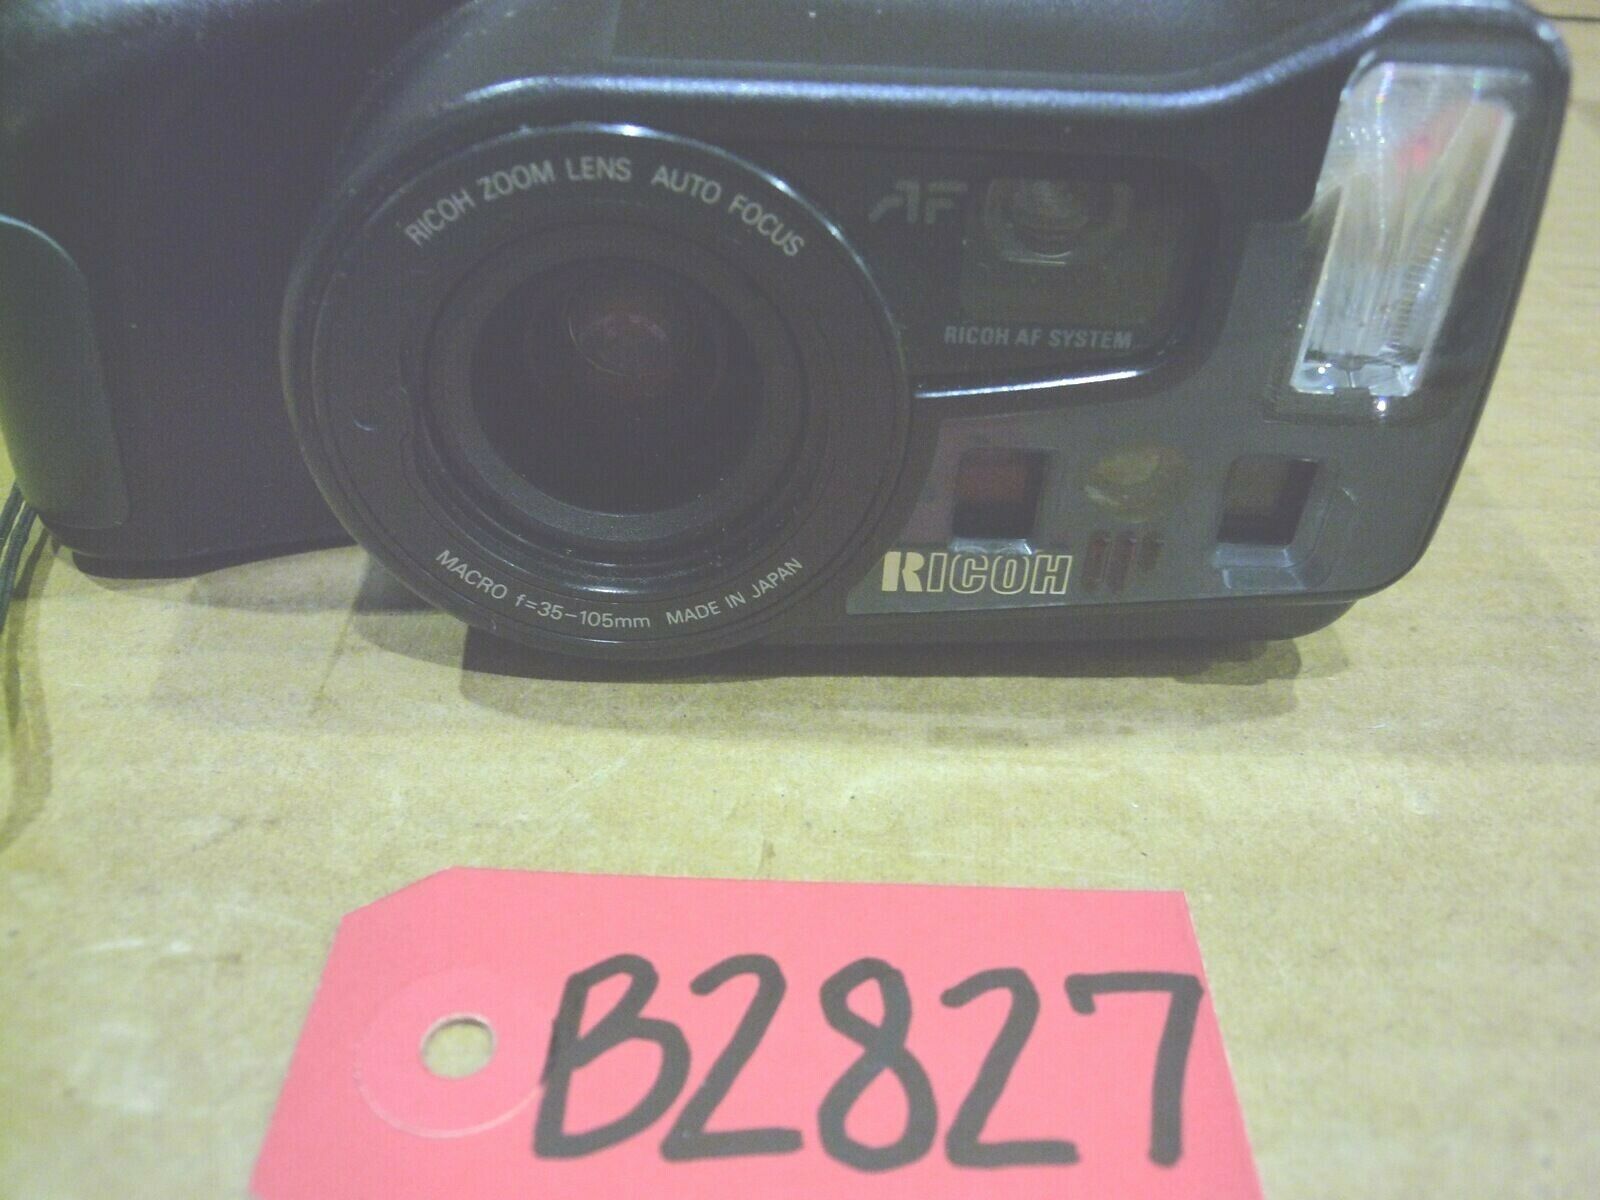 RICOH ZOOM LENS AUTO FOCUS
AF
RICOH AF SYSTEM
RICOH
MACRO f=35-105mm MADE IN JAPAN
B2827